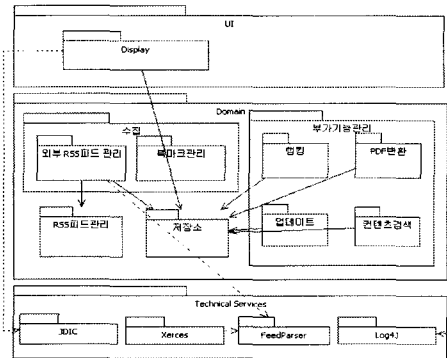 UI
Display
Domain
수집
부가기능관리
외부 RSS피드 관리
북마크관리
랭킹
PDF변환
RSS피드관리
저장소
업데이트
컨텐츠검색
Technical Services
JDIC
Xerces
FeedParser
Log4J